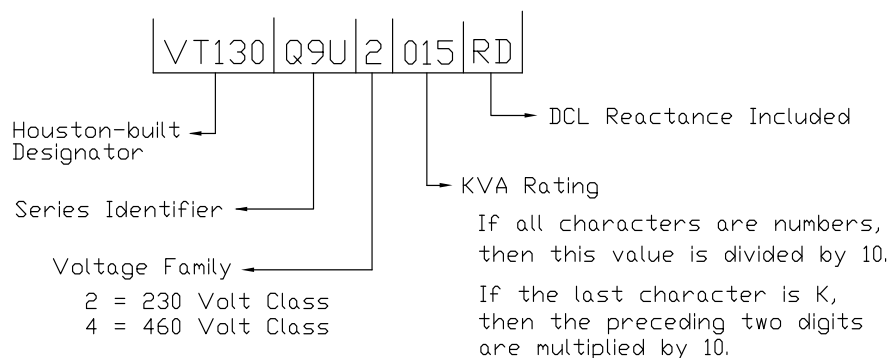 VT130 Q9U 2 015 RD
DCL Reactance Included
Houston-built
Designator
KVA Rating
Series Identifier
If all characters are numbers,
then this value is divided by 10.
Voltage Family
2 = 230 Volt Class
4 = 460 Volt Class
If the last character is K,
then the preceding two digits
are multiplied by 10.